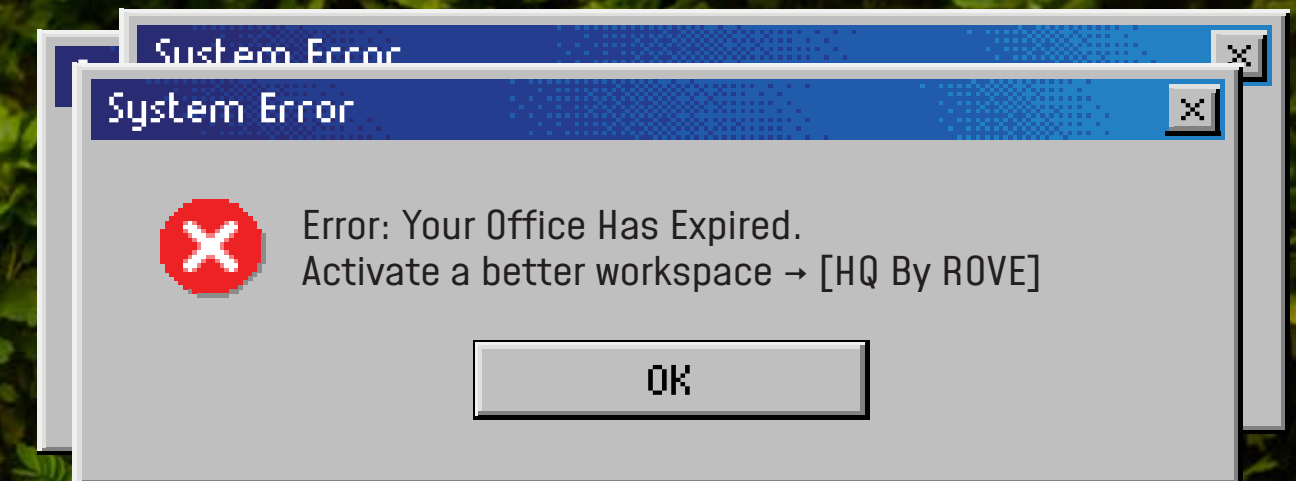 System Error
System Error
Error: Your Office Has Expired.
Activate a better workspace → [HQ By ROVE]
OK